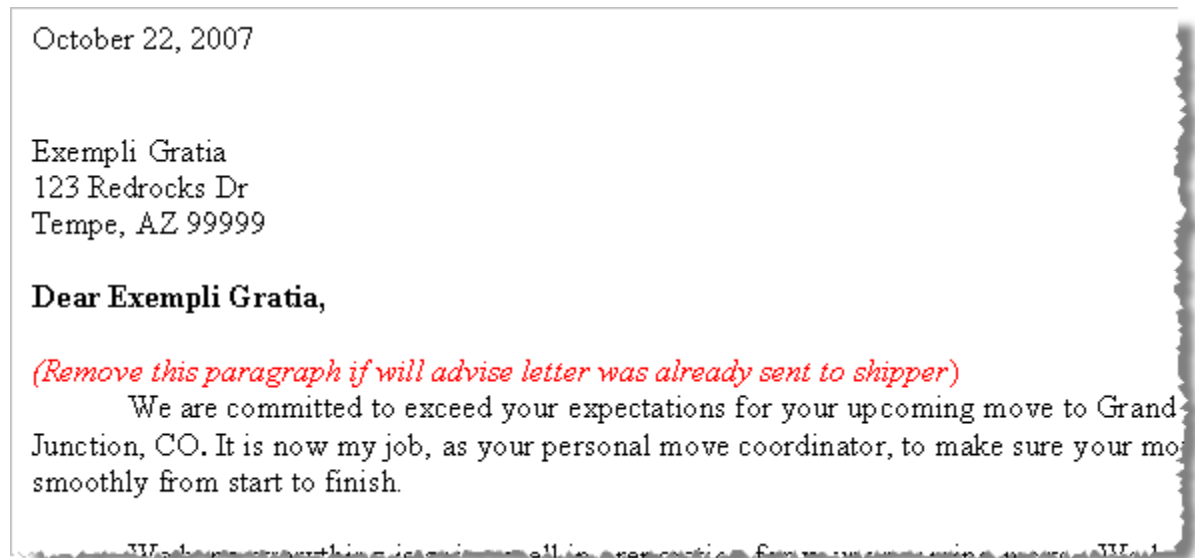 October 22, 2007
Exempli Gratia
123 Redrocks Dr
Tempe, AZ 99999
Dear Exempli Gratia,
(Remove this paragraph if will advise letter was already sent to shipper)
We are committed to exceed your expectations for your upcoming move to Grand
Junction, CO. It is now my job, as your personal move coordinator, to make sure your
smoothly from start to finish.